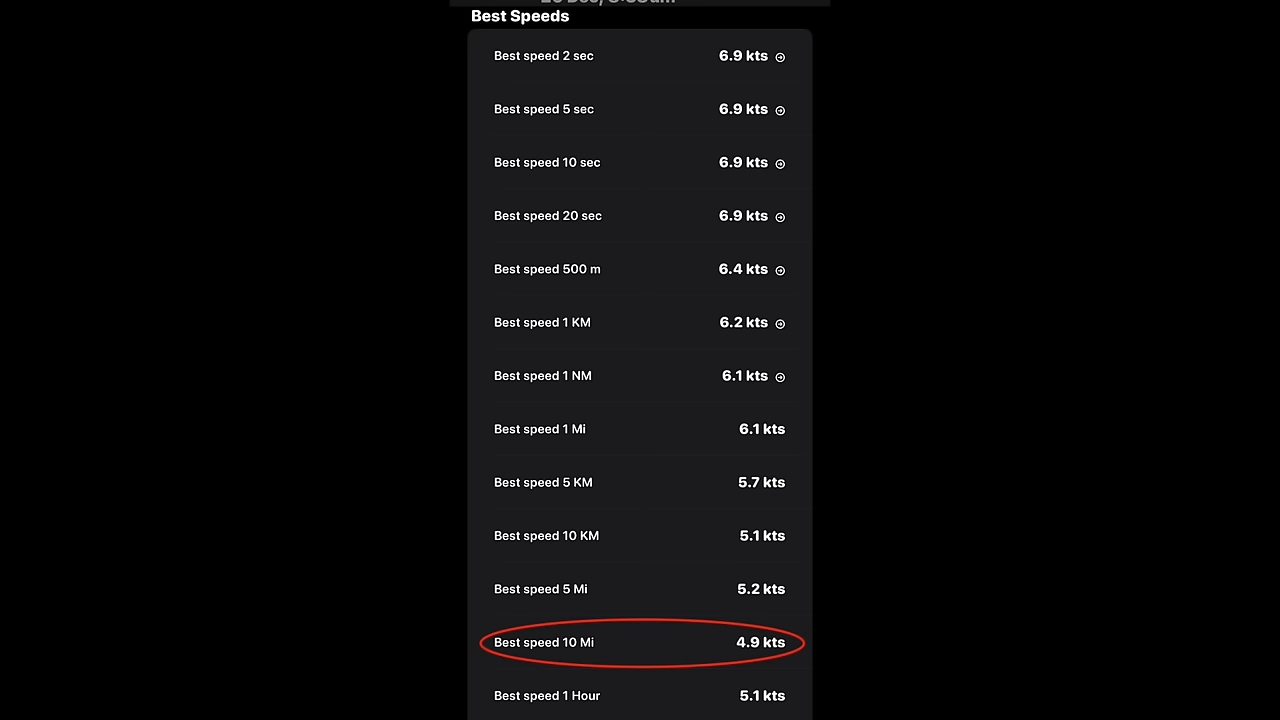 Best Speeds
Best speed 2 sec 6.9 kts
Best speed 5 sec 6.9 kts
Best speed 10 sec 6.9 kts
Best speed 20 sec 6.9 kts
Best speed 500 m 6.4 kts
Best speed 1 KM 6.2 kts
Best speed 1 NM 6.1 kts
Best speed 1 Mi 6.1 kts
Best speed 5 KM 5.7 kts
Best speed 10 KM 5.1 kts
Best speed 5 Mi 5.2 kts
Best speed 10 Mi 4.9 kts
Best speed 1 Hour 5.1 kts